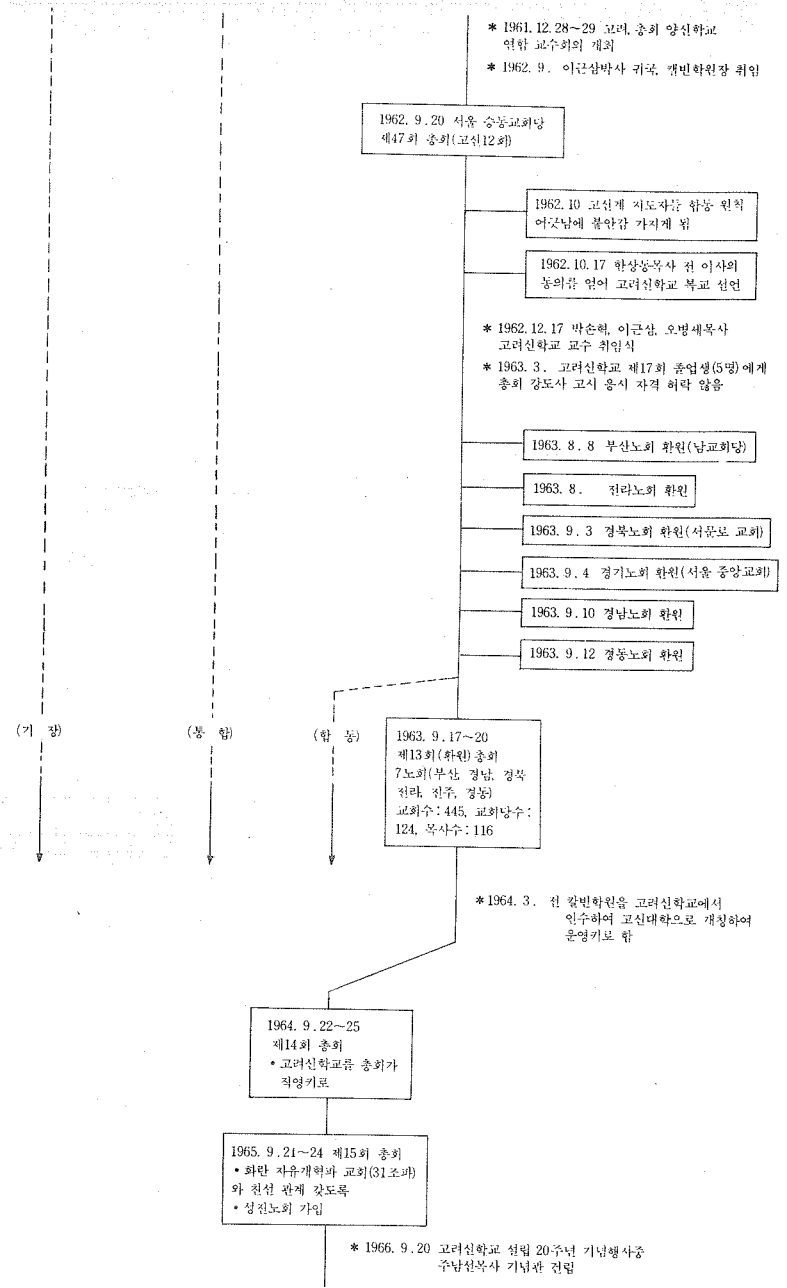 * 1961.12.28~29 고려, 총회 양신학교
연합 교수회의 개최
* 1962.9. 이근삼박사 귀국, 캘빈학원장 취임
1962.9.20 서울 승동교회당
제47회 총회(고신12회)
1962.10 고신계 지도자들 합동 원칙
어긋남에 불안감 가지게 됨
1962.10.17 한상동목사 전 이사의
동의를 얻어 고려신학교 복교 선언
* 1962.12.17 박손혁, 이근삼, 오병세목사
고려신학교 교수 취임식
* 1963.3. 고려신학교 제17회 졸업생(5명)에게
총회 강도사 고시 응시 자격 허락 않음
1963.8.8 부산노회 환원(남교회당)
1963.8. 전라노회 환원
1963.9.3 경북노회 환원(서문로 교회)
1963.9.4 경기노회 환원(서울 중앙교회)
1963.9.10 경남노회 환원
1963.9.12 경동노회 환원
(기 장)
(통 합)
(합 동)
1963.9.17~20
제13회(환원)총회
7노회(부산, 경남, 경북
전라, 진주, 경동)
교회수:445, 교회당수:
124, 목사수:116
* 1964.3. 전 칼빈학원을 고려신학교에서
인수하여 고신대학으로 개칭하여
운영키로 함
1964.9.22~25
제14회 총회
• 고려신학교를 총회가
직영키로
1965.9.21~24 제15회 총회
• 화란 자유개혁파 교회(31조파)
와 친선 관계 갖도록
• 성진노회 가입
* 1966.9.20 고려신학교 설립 20주년 기념행사중
주남선목사 기념관 건립